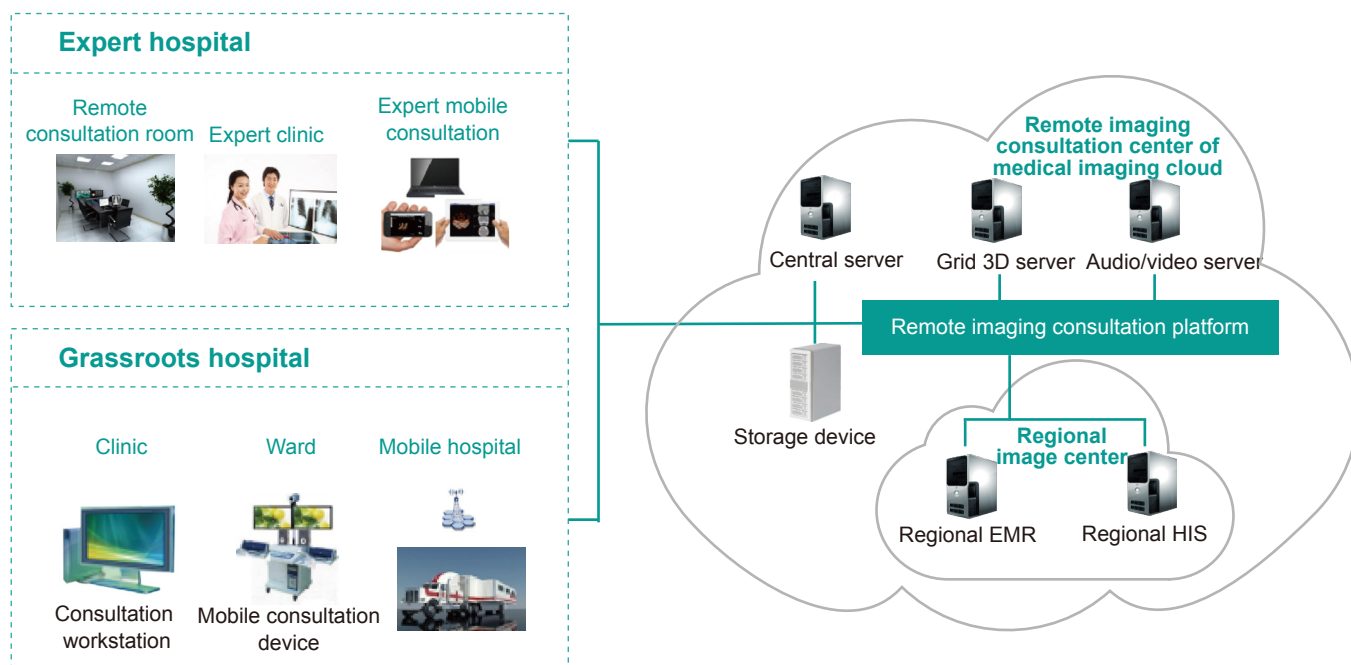 Expert hospital
Remote
consultation room
Expert clinic
Expert mobile
consultation
Grassroots hospital
Clinic
Ward
Mobile hospital
Consultation
workstation
Mobile consultation
device
Remote imaging
consultation center of
medical imaging cloud
Central server
Grid 3D server
Audio/video server
Remote imaging consultation platform
Storage device
Regional
image center
Regional EMR
Regional HIS